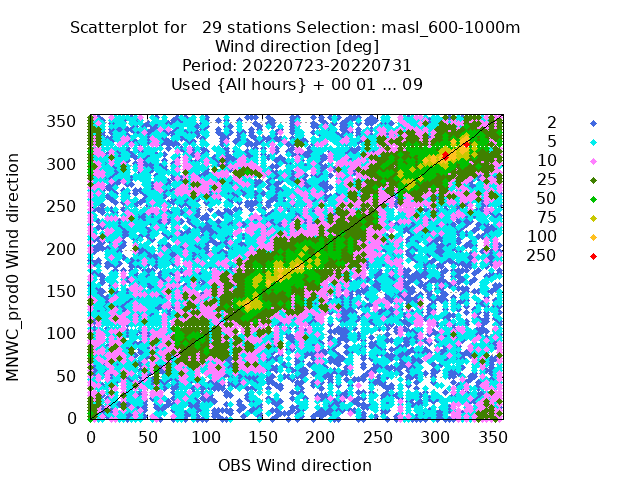 Scatterplot for   29 stations Selection: masl_600-1000m
Wind direction [deg]
Period: 20220723-20220731
Used {All hours} + 00 01 ... 09
MNWC_prod0 Wind direction
350
300
250
200
150
100
50
0
0 50 100 150 200 250 300 350
OBS Wind direction
2
5
10
25
50
75
100
250